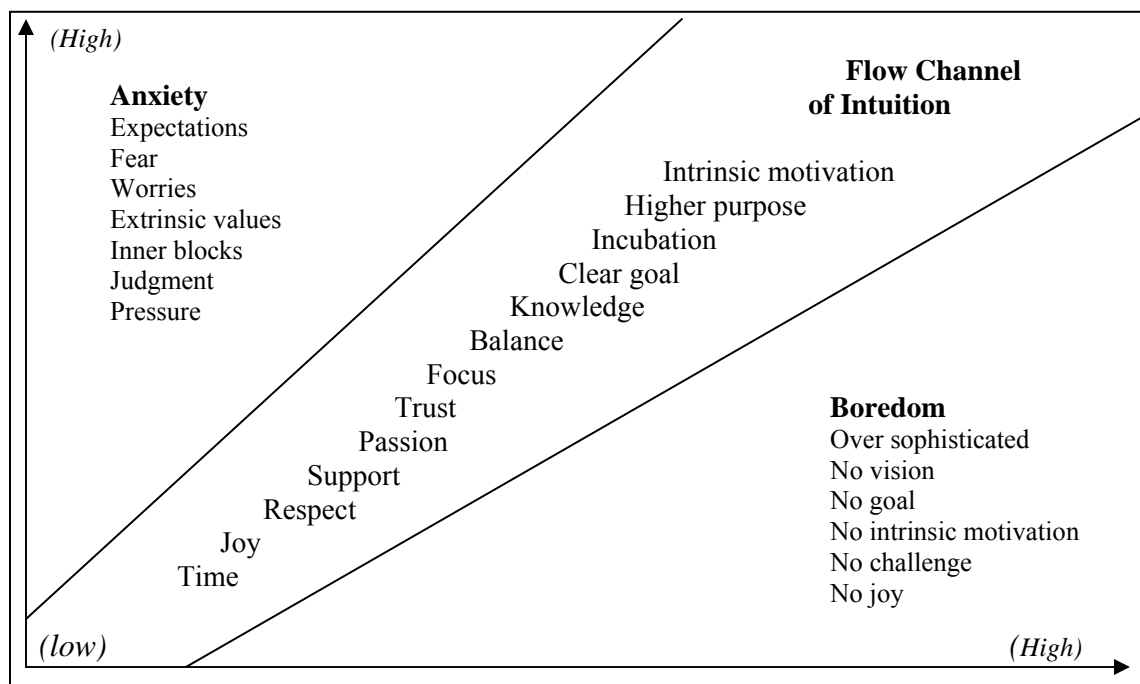 (High)
Anxiety
Expectations
Fear
Worries
Extrinsic values
Inner blocks
Judgment
Pressure
Flow Channel
of Intuition
Intrinsic motivation
Higher purpose
Incubation
Clear goal
Knowledge
Balance
Focus
Trust
Passion
Support
Respect
Joy
Time
Boredom
Over sophisticated
No vision
No goal
No intrinsic motivation
No challenge
No joy
(low)
(High)